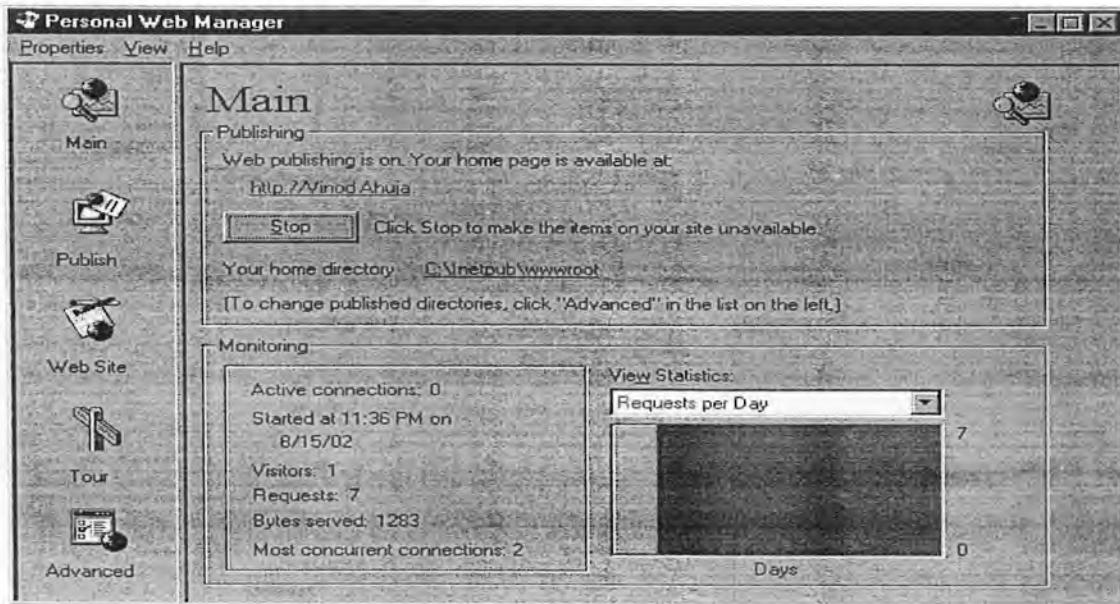 Personal Web Manager
Properties View Help
Main
Publish
Web Site
Tour
Advanced
Main
Publishing
Web publishing is on. Your home page is available at:
http://Vinod Ahuja
Stop
Click Stop to make the items on your site unavailable.
Your home directory C:\Inetpub\wwwroot
[To change published directories, click "Advanced" in the list on the left.]
Monitoring
Active connections: 0
Started at 11:36 PM on
8/15/02
Visitors: 1
Requests: 7
Bytes served: 1283
Most concurrent connections: 2
View Statistics:
Requests per Day
7
0
Days